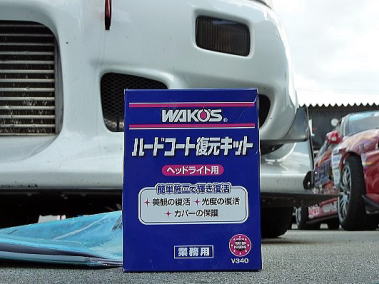 WAKO'S®
ハードコート復元キット
ヘッドライト用
簡単施工で輝き復活
✦美観の復活 ✦光度の復活
✦カバーの保護
業務用
V340